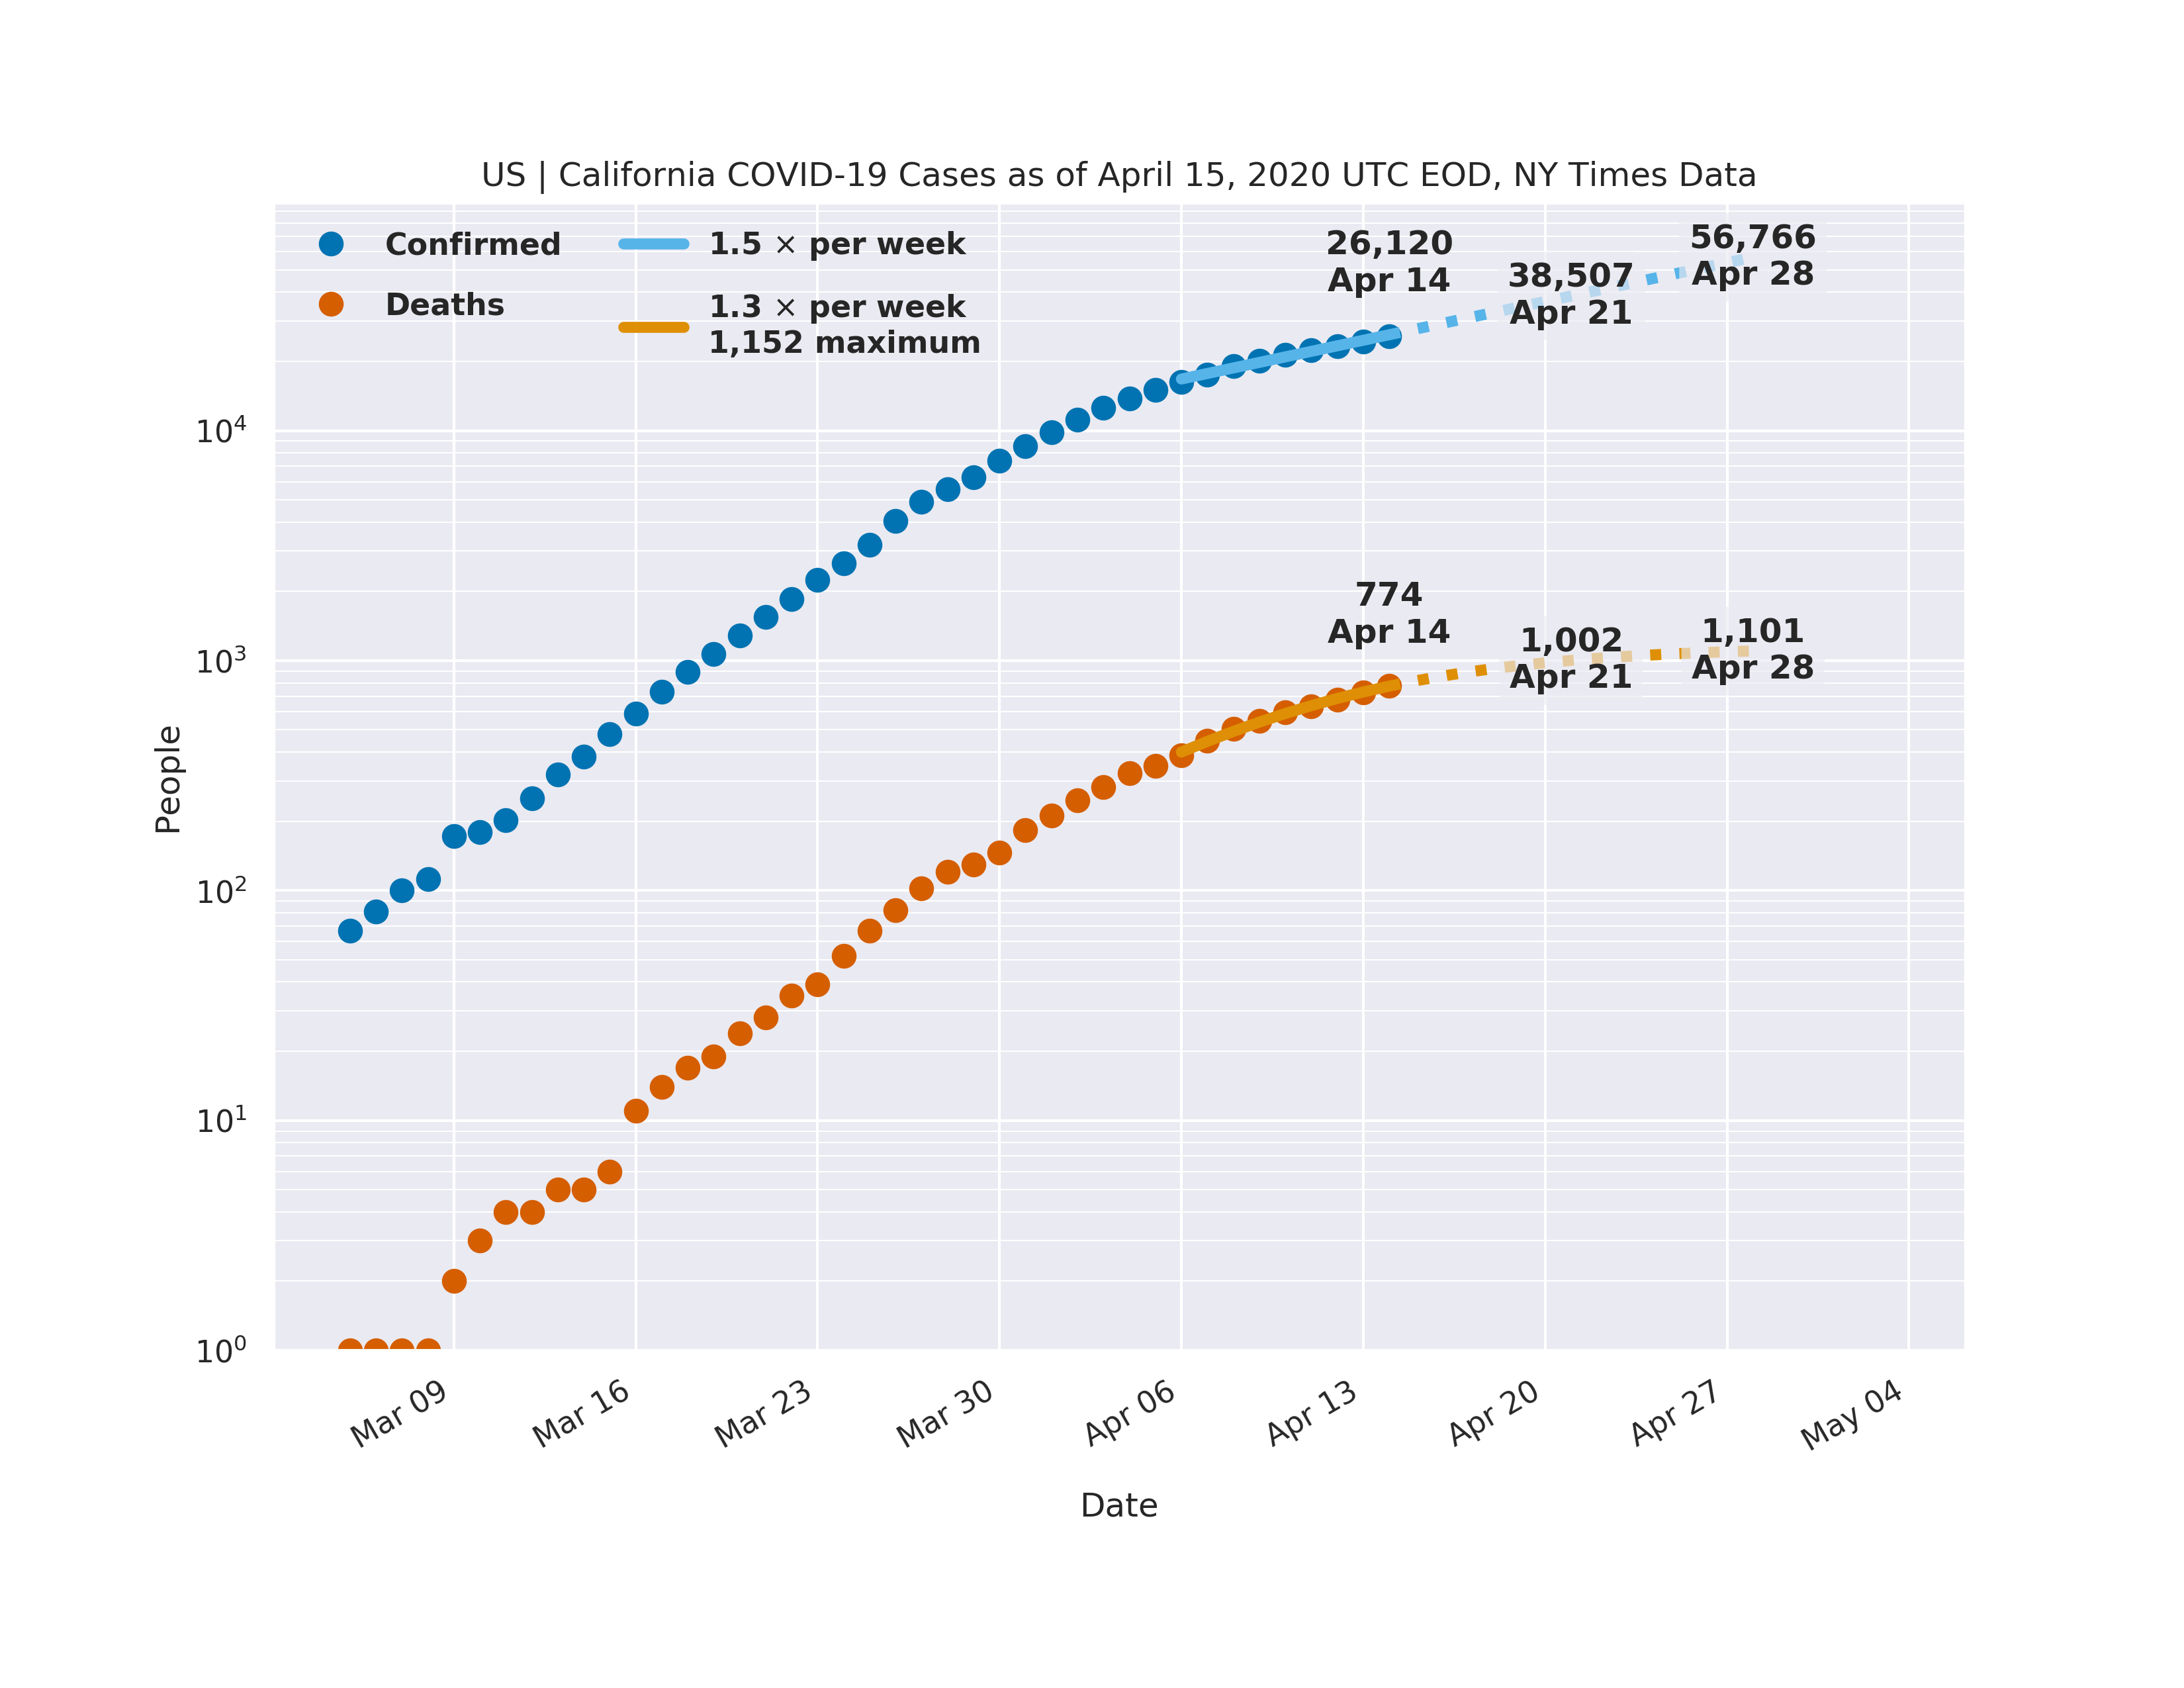 US | California COVID-19 Cases as of April 15, 2020 UTC EOD, NY Times Data
Confirmed
Deaths
1.5 × per week
1.3 × per week
1,152 maximum
26,120
Apr 14
38,507
Apr 21
56,766
Apr 28
774
Apr 14
1,002
Apr 21
1,101
Apr 28
People
10⁴
10³
10²
10¹
10⁰
Mar 09
Mar 16
Mar 23
Mar 30
Apr 06
Apr 13
Apr 20
Apr 27
May 04
Date